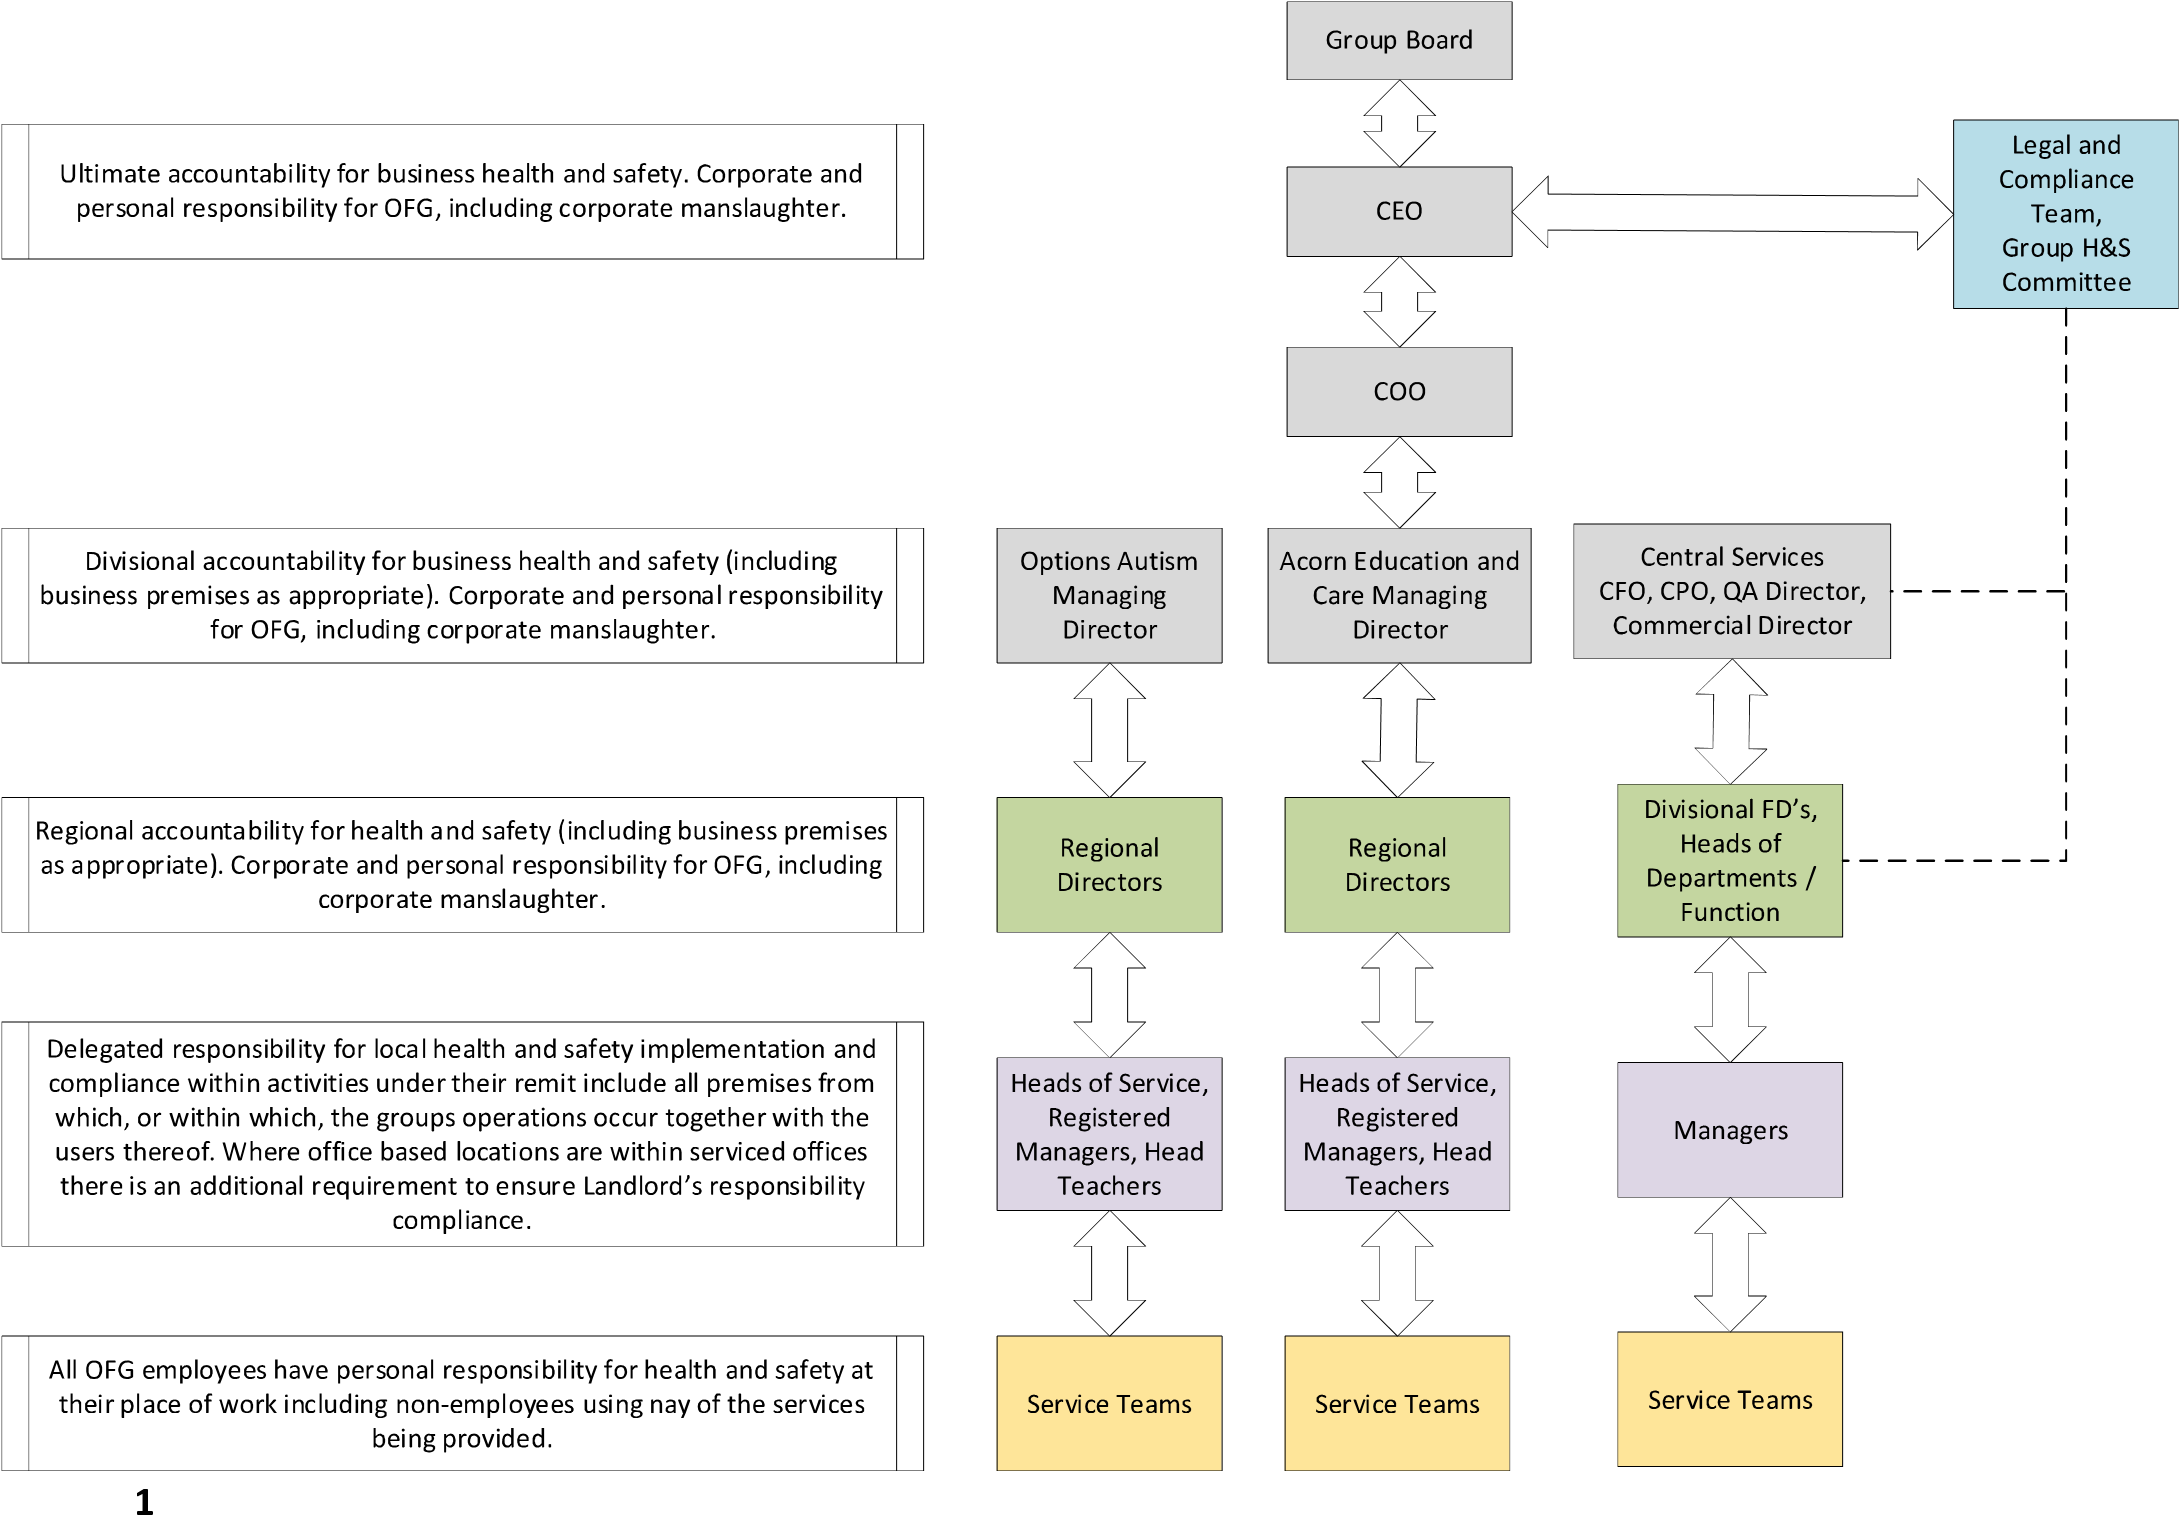 Group Board
Ultimate accountability for business health and safety. Corporate and
personal responsibility for OFG, including corporate manslaughter.
CEO
Legal and
Compliance
Team,
Group H&S
Committee
COO
Divisional accountability for business health and safety (including
business premises as appropriate). Corporate and personal responsibility
for OFG, including corporate manslaughter.
Options Autism
Managing
Director
Acorn Education and
Care Managing
Director
Central Services
CFO, CPO, QA Director,
Commercial Director
Regional accountability for health and safety (including business premises
as appropriate). Corporate and personal responsibility for OFG, including
corporate manslaughter.
Regional
Directors
Regional
Directors
Divisional FD’s,
Heads of
Departments /
Function
Delegated responsibility for local health and safety implementation and
compliance within activities under their remit include all premises from
which, or within which, the groups operations occur together with the
users thereof. Where office based locations are within serviced offices
there is an additional requirement to ensure Landlord’s responsibility
compliance.
Heads of Service,
Registered
Managers, Head
Teachers
Heads of Service,
Registered
Managers, Head
Teachers
Managers
All OFG employees have personal responsibility for health and safety at
their place of work including non-employees using nay of the services
being provided.
Service Teams
Service Teams
Service Teams
1